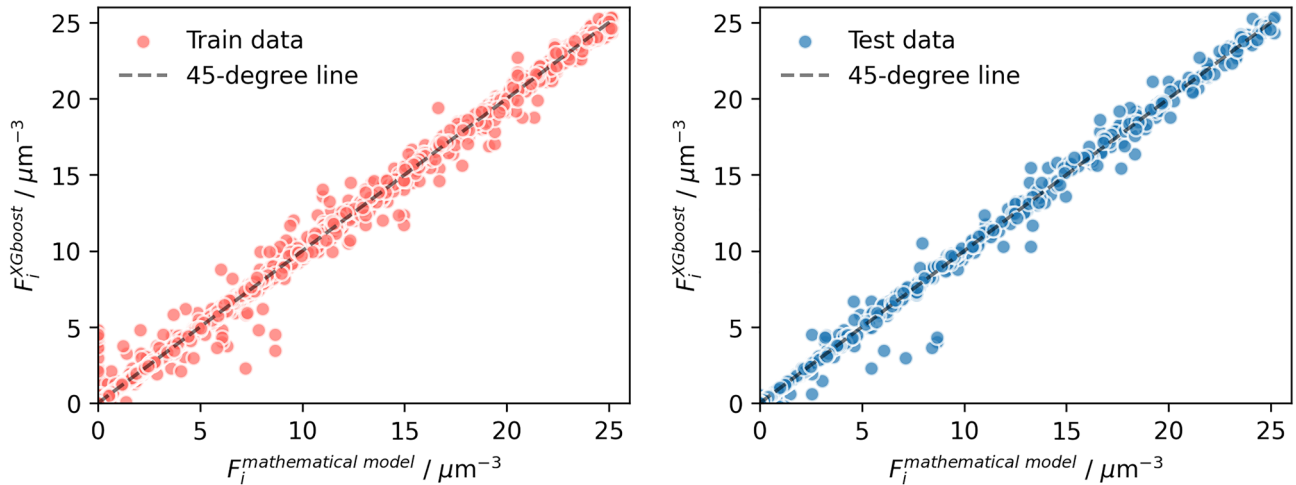 Train data
45-degree line
25
20
15
10
5
0
0 5 10 15 20 25
F_i^{XGboost} / μm^{-3}
F_i^{mathematical model} / μm^{-3}
Test data
45-degree line
25
20
15
10
5
0
0 5 10 15 20 25
F_i^{XGboost} / μm^{-3}
F_i^{mathematical model} / μm^{-3}